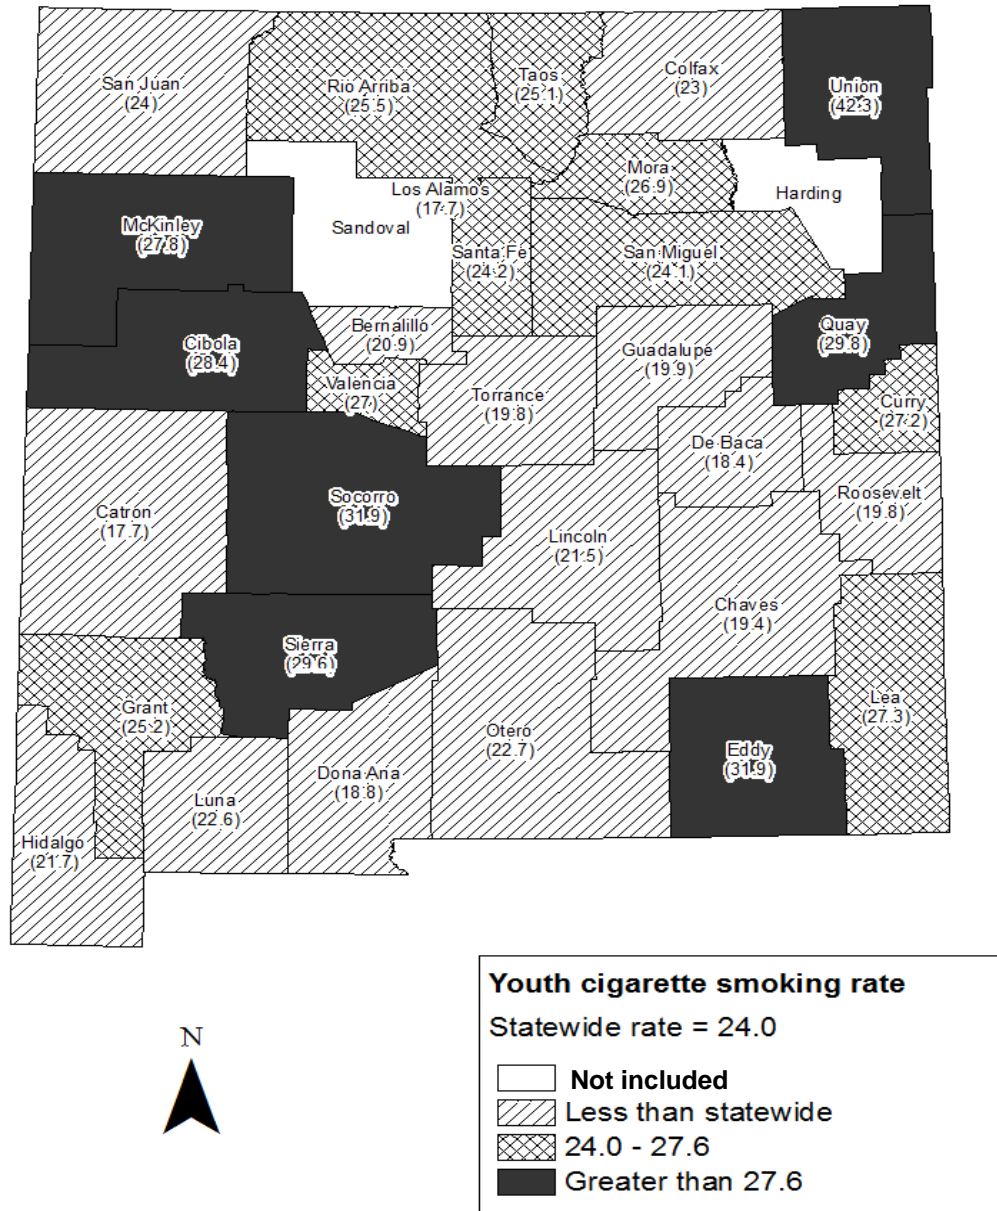 San Juan
(24)
Rio Arriba
(25.5)
Taos
(25.1)
Colfax
(23)
Union
(42.3)
Mora
(26.9)
Harding
Los Alamos
(17.7)
Sandoval
McKinley
(27.8)
Santa Fe
(24.2)
San Miguel
(24.1)
Bernalillo
(20.9)
Cibola
(28.4)
Valencia
(27)
Torrance
(19.8)
Guadalupe
(19.9)
Quay
(29.8)
Curry
(27.2)
De Baca
(18.4)
Roosevelt
(19.8)
Catron
(17.7)
Socorro
(31.9)
Lincoln
(21.5)
Chaves
(19.4)
Sierra
(29.6)
Grant
(25.2)
Otero
(22.7)
Lea
(27.3)
Eddy
(31.9)
Dona Ana
(18.8)
Luna
(22.6)
Hidalgo
(21.7)
N
Youth cigarette smoking rate
Statewide rate = 24.0
Not included
Less than statewide
24.0 - 27.6
Greater than 27.6